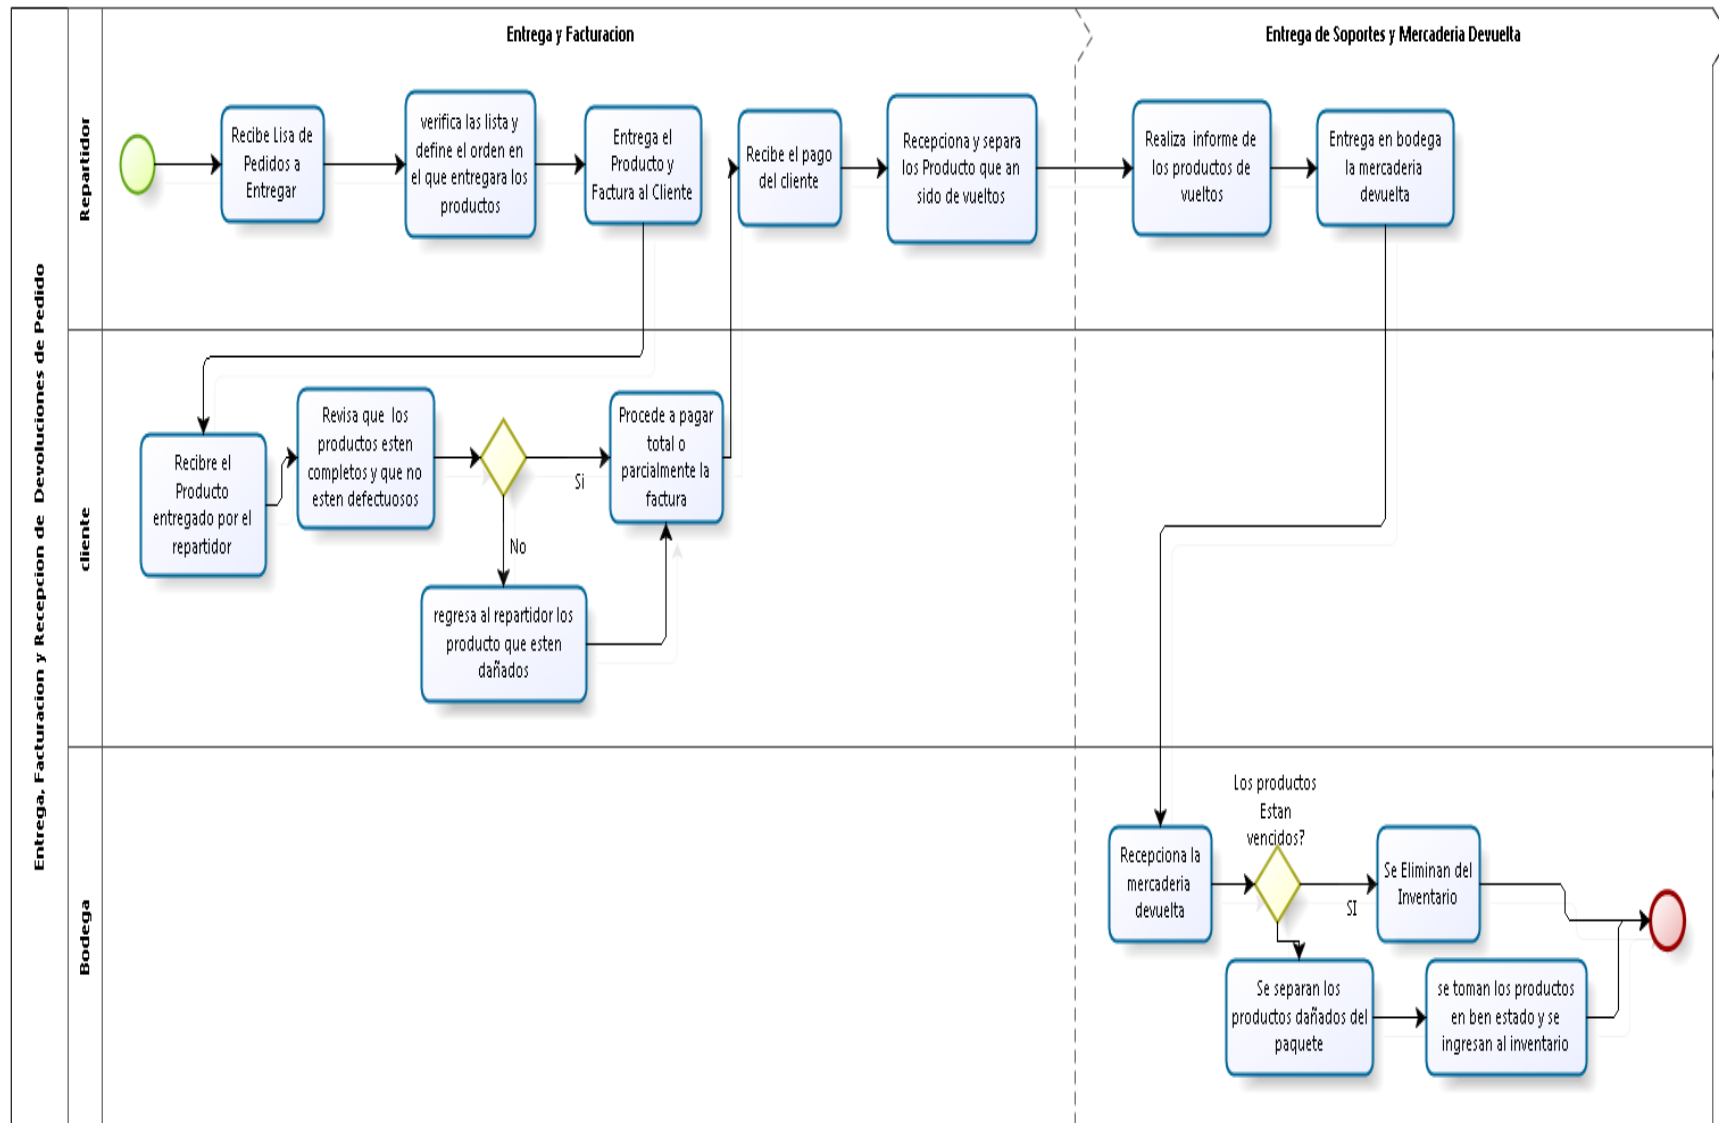 Entrega, Facturacion y Recepcion de Devoluciones de Pedido
Entrega y Facturacion
Entrega de Soportes y Mercaderia Devuelta
Repartidor
Recibe Lisa de
Pedidos a
Entregar
verifica las lista y
define el orden en
el que entregara los
productos
Entrega el
Producto y
Factura al Cliente
Recibe el pago
del cliente
Recepciona y separa
los Producto que an
sido de vueltos
Realiza informe de
los productos de
vueltos
Entrega en bodega
la mercaderia
devuelta
cliente
Recibre el
Producto
entregado por el
repartidor
Revisa que los
productos esten
completos y que no
esten defectuosos
Si
No
Procede a pagar
total o
parcialmente la
factura
regresa al repartidor los
producto que esten
dañados
Bodega
Recepciona la
mercaderia
devuelta
Los productos
Estan
vencidos?
SI
Se Eliminan del
Inventario
Se separan los
productos dañados del
paquete
se toman los productos
en ben estado y se
ingresan al inventario